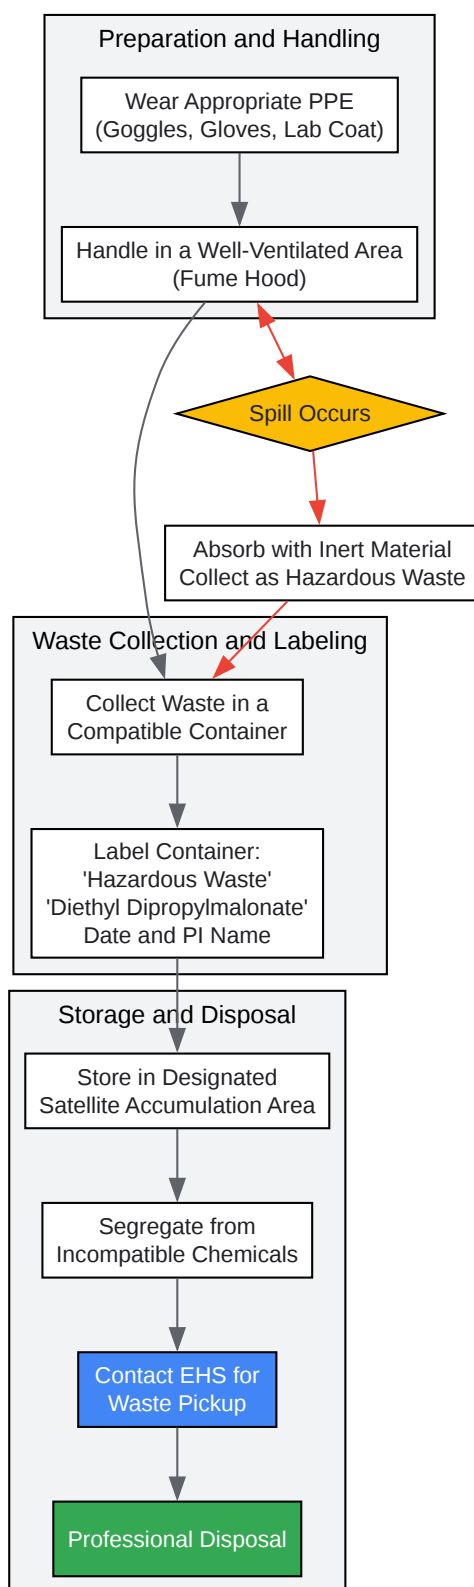 Preparation and Handling
Wear Appropriate PPE
(Goggles, Gloves, Lab Coat)
Handle in a Well-Ventilated Area
(Fume Hood)
Spill Occurs
Absorb with Inert Material
Collect as Hazardous Waste
Waste Collection and Labeling
Collect Waste in a
Compatible Container
Label Container:
'Hazardous Waste'
'Diethyl Dipropylmalonate'
Date and PI Name
Storage and Disposal
Store in Designated
Satellite Accumulation Area
Segregate from
Incompatible Chemicals
Contact EHS for
Waste Pickup
Professional Disposal